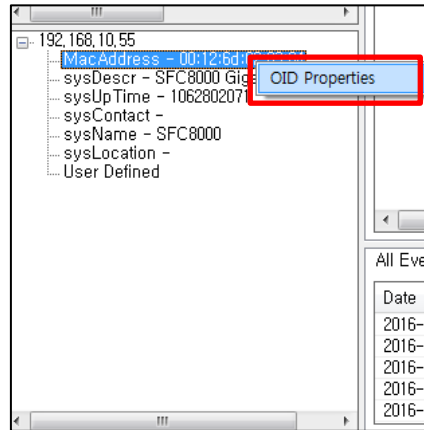 192,168,10,55
MacAddress - 00:12:6d:
OID Properties
sysDescr - SFC8000 Gig
sysUpTime - 1062802071
sysContact -
sysName - SFC8000
sysLocation -
User Defined
All Eve
Date
2016-
2016-
2016-
2016-
2016-